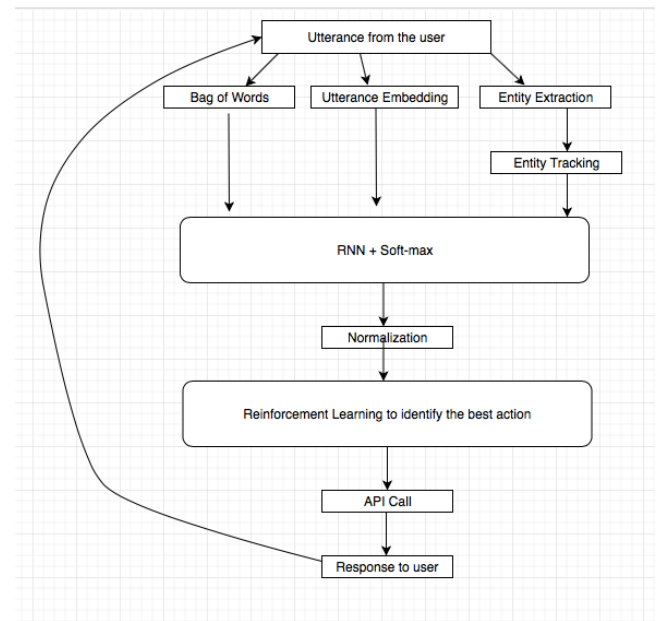 Utterance from the user
Bag of Words
Utterance Embedding
Entity Extraction
Entity Tracking
RNN + Soft-max
Normalization
Reinforcement Learning to identify the best action
API Call
Response to user